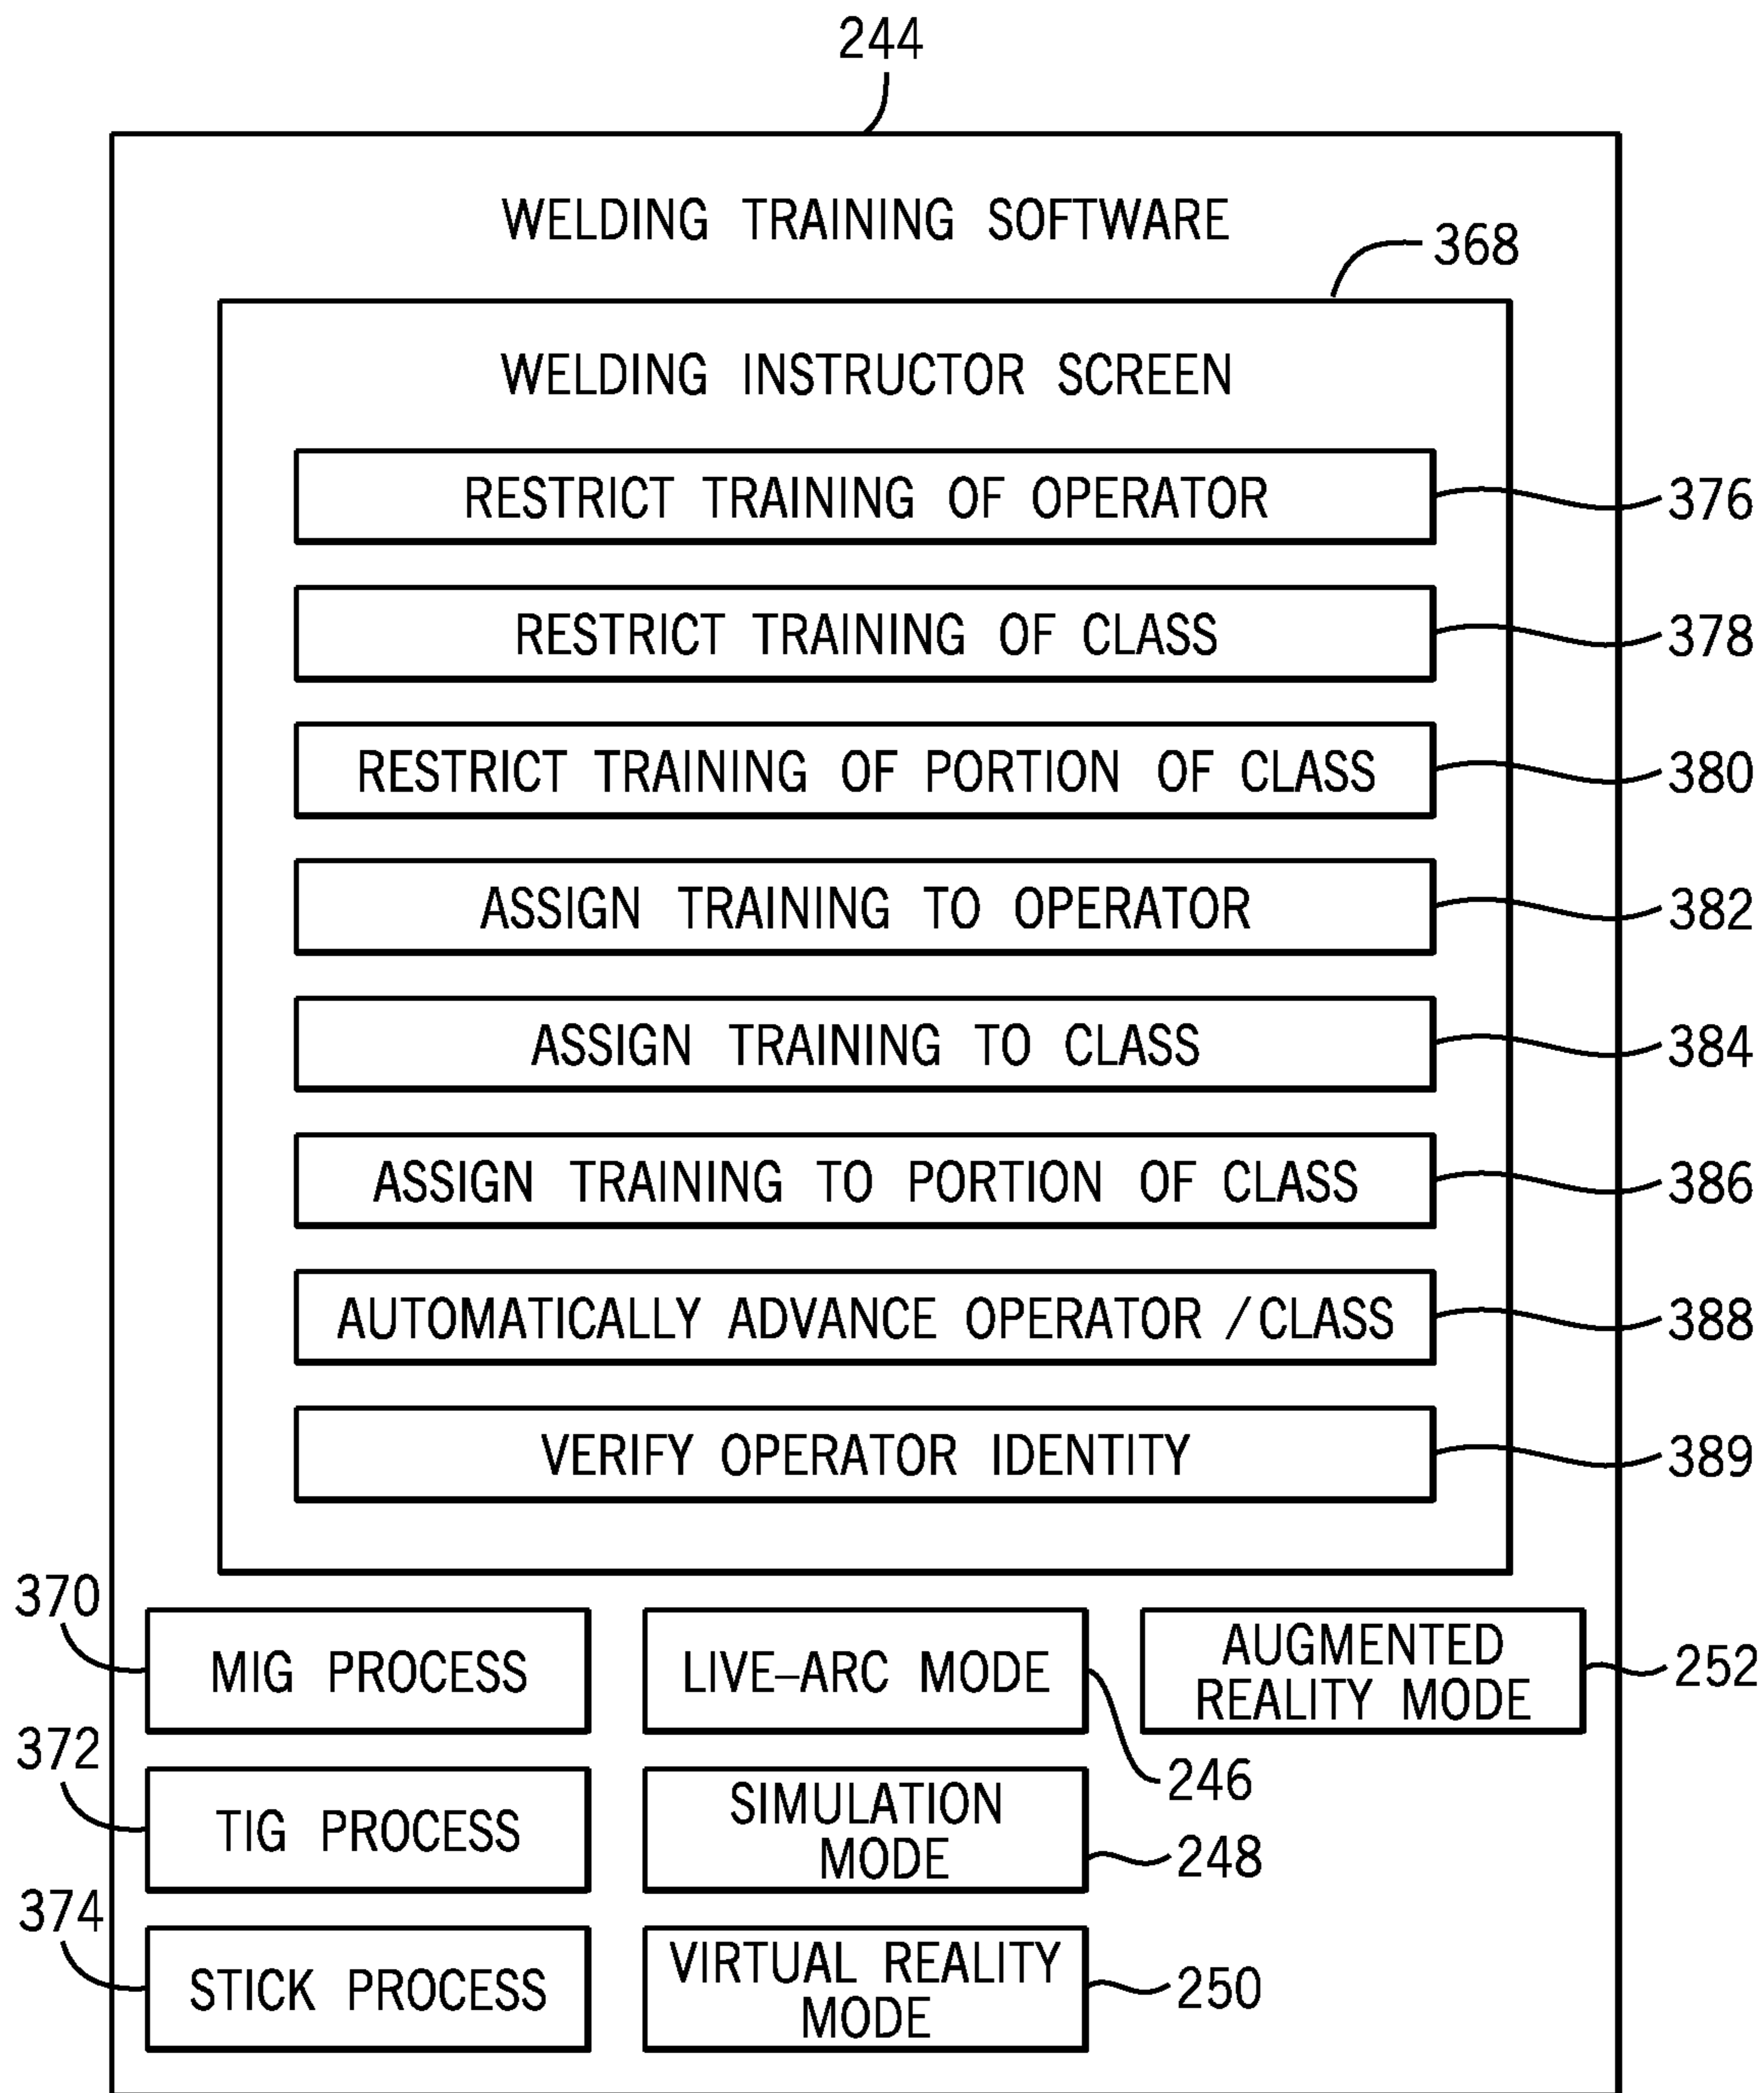 244
WELDING TRAINING SOFTWARE
368
WELDING INSTRUCTOR SCREEN
RESTRICT TRAINING OF OPERATOR
376
RESTRICT TRAINING OF CLASS
378
RESTRICT TRAINING OF PORTION OF CLASS
380
ASSIGN TRAINING TO OPERATOR
382
ASSIGN TRAINING TO CLASS
384
ASSIGN TRAINING TO PORTION OF CLASS
386
AUTOMATICALLY ADVANCE OPERATOR / CLASS
388
VERIFY OPERATOR IDENTITY
389
370
MIG PROCESS
LIVE–ARC MODE
AUGMENTED
REALITY MODE
252
372
246
TIG PROCESS
SIMULATION
MODE
248
374
STICK PROCESS
VIRTUAL REALITY
MODE
250